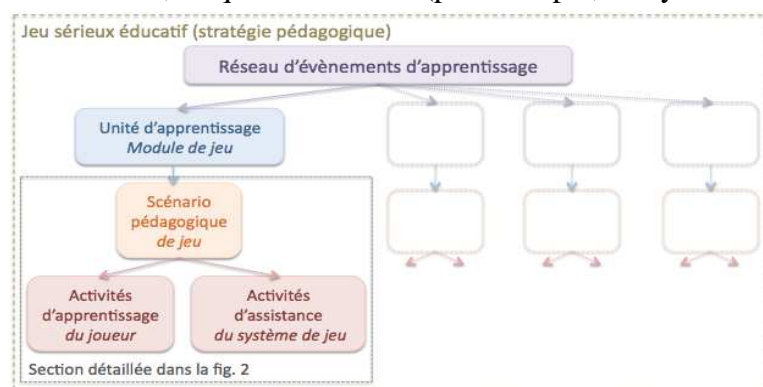 Jeu sérieux éducatif (stratégie pédagogique)
Réseau d'évènements d'apprentissage
Unité d'apprentissage
Module de jeu
Scénario
pédagogique
de jeu
Activités
d'apprentissage
du joueur
Activités
d'assistance
du système de jeu
Section détaillée dans la fig. 2